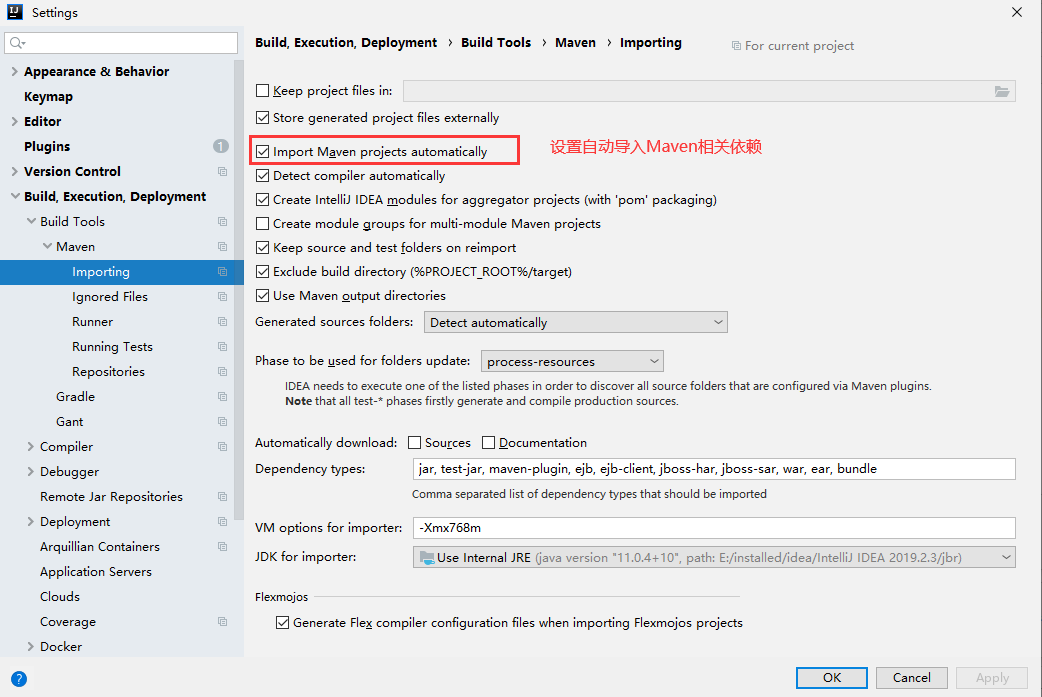 IJ Settings
Build, Execution, Deployment › Build Tools › Maven › Importing For current project
Appearance & Behavior
Keymap
Editor
Plugins 1
Version Control
Build, Execution, Deployment
Build Tools
Maven
Importing
Ignored Files
Runner
Running Tests
Repositories
Gradle
Gant
Compiler
Debugger
Remote Jar Repositories
Deployment
Arquillian Containers
Application Servers
Clouds
Coverage
Docker
?
Keep project files in:
Store generated project files externally
Import Maven projects automatically 设置自动导入Maven相关依赖
Detect compiler automatically
Create IntelliJ IDEA modules for aggregator projects (with 'pom' packaging)
Create module groups for multi-module Maven projects
Keep source and test folders on reimport
Exclude build directory (%PROJECT_ROOT%/target)
Use Maven output directories
Generated sources folders: Detect automatically
Phase to be used for folders update: process-resources
IDEA needs to execute one of the listed phases in order to discover all source folders that are configured via Maven plugins.
Note that all test-* phases firstly generate and compile production sources.
Automatically download: Sources Documentation
Dependency types: jar, test-jar, maven-plugin, ejb, ejb-client, jboss-har, jboss-sar, war, ear, bundle
Comma separated list of dependency types that should be imported
VM options for importer: -Xmx768m
JDK for importer: Use Internal JRE (java version "11.0.4+10", path: E:/installed/idea/IntelliJ IDEA 2019.2.3/jbr)
Flexmojos
Generate Flex compiler configuration files when importing Flexmojos projects
OK Cancel Apply